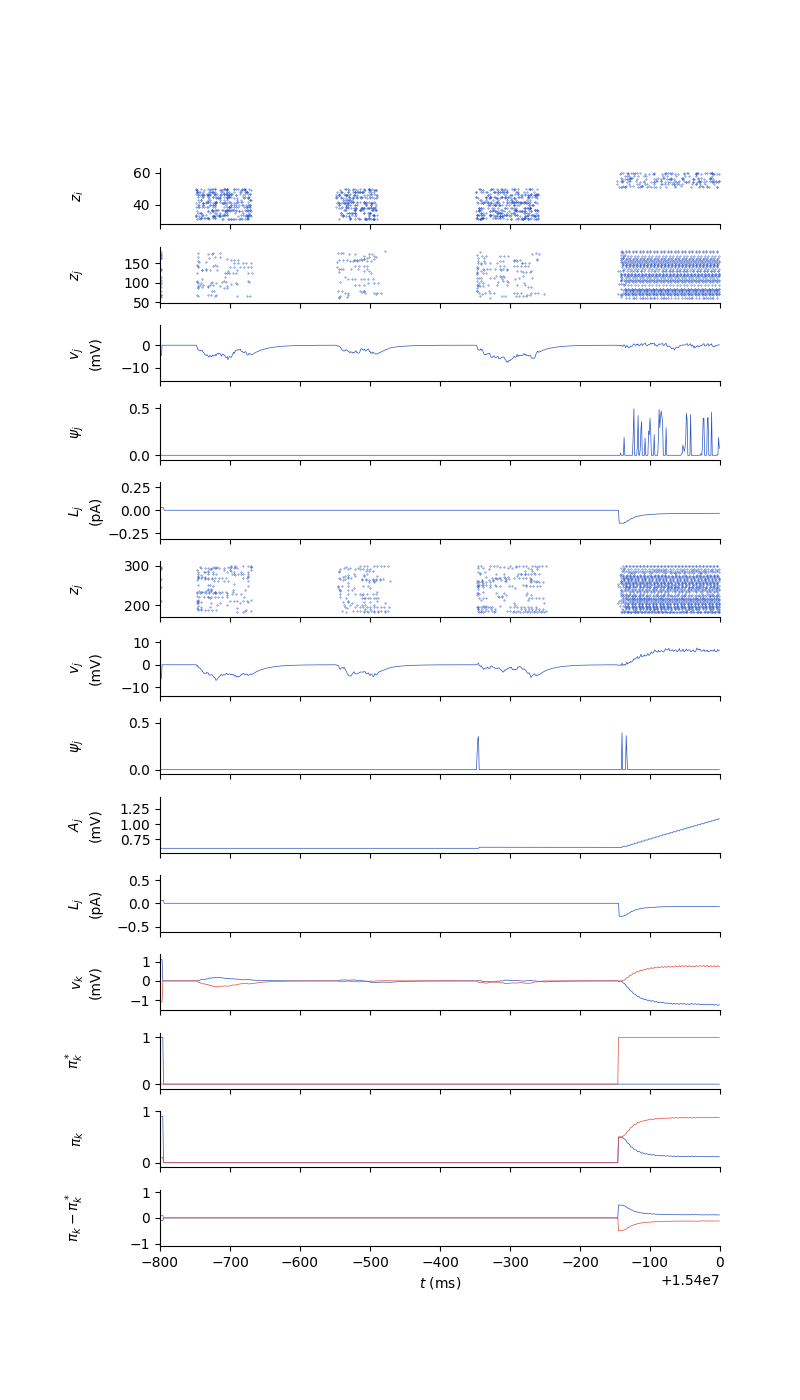 60
40
z_i
150
100
50
z_j
0
−10
v_j
(mV)
0.5
0.0
ψ_j
0.25
0.00
−0.25
L_j
(pA)
300
200
z_j
10
0
−10
v_j
(mV)
0.5
0.0
ψ_j
1.25
1.00
0.75
A_j
(mV)
0.5
0.0
−0.5
L_j
(pA)
1
0
−1
v_k
(mV)
1
0
π_k^*
1
0
π_k
1
0
−1
π_k − π_k^*
−800 −700 −600 −500 −400 −300 −200 −100 0
t (ms)
+1.54e7